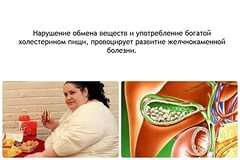 Нарушение обмена веществ и употребление богатой
холестерином пищи, провоцирует развитие желчнокаменной
болезни.